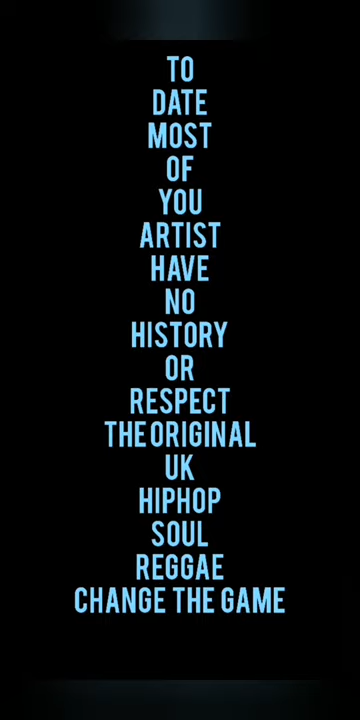 TO
DATE
MOST
OF
YOU
ARTIST
HAVE
NO
HISTORY
OR
RESPECT
THE ORIGINAL
UK
HIPHOP
SOUL
REGGAE
CHANGE THE GAME